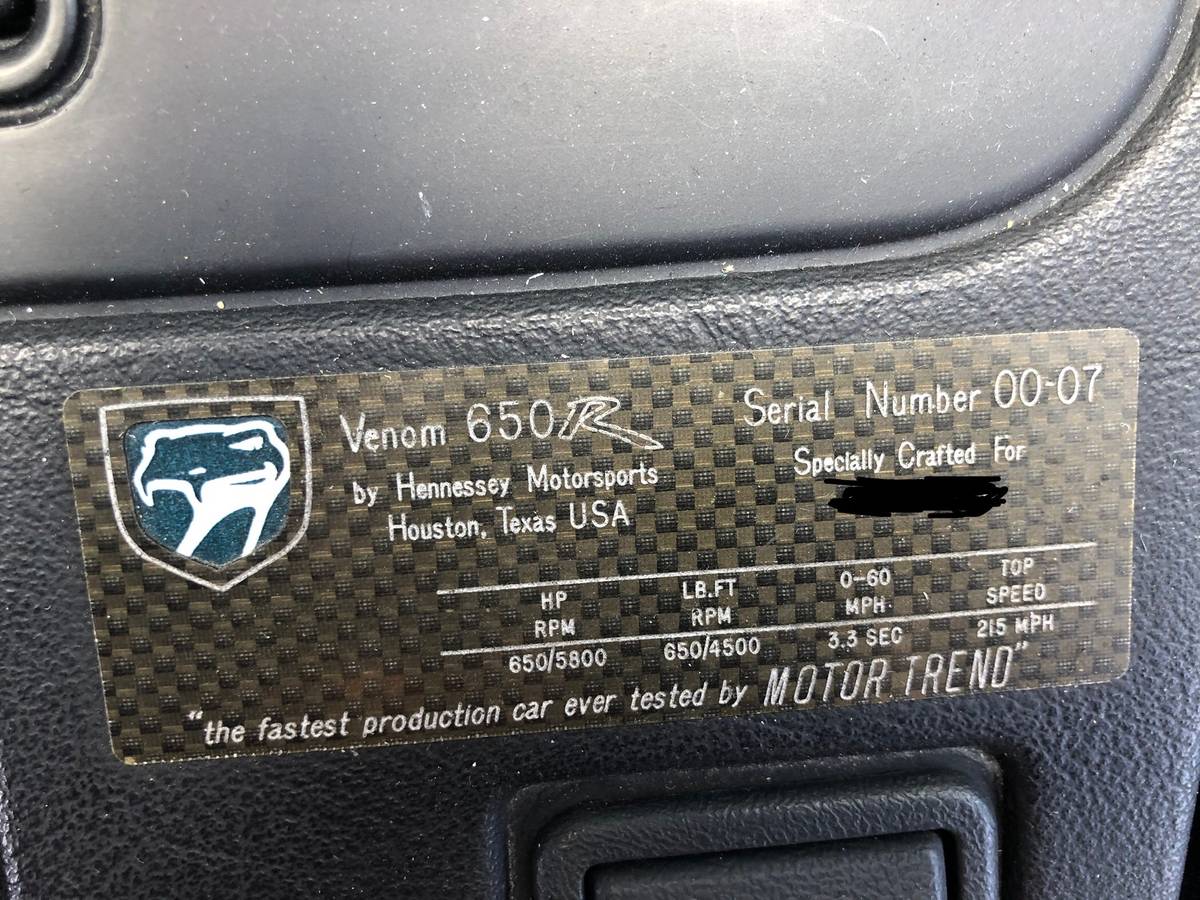 Venom 650R
by Hennessey Motorsports
Houston, Texas USA
Serial Number 00-07
Specially Crafted For
HP RPM
LB.FT RPM
0-60 MPH
TOP SPEED
650/5800
650/4500
3.3 SEC
215 MPH
"the fastest production car ever tested by MOTOR TREND"